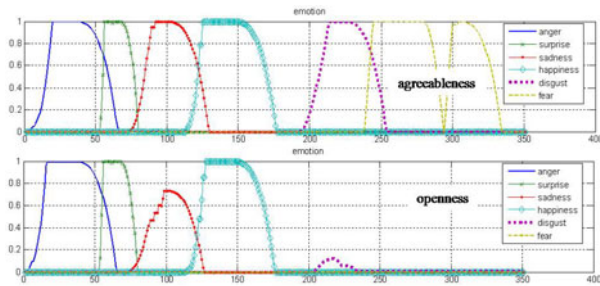 emotion
1
0.8
0.6
0.4
0.2
0
0 50 100 150 200 250 300 350 400
agreeableness
anger
surprise
sadness
happiness
disgust
fear
emotion
1
0.8
0.6
0.4
0.2
0
0 50 100 150 200 250 300 350 400
openness
anger
surprise
sadness
happiness
disgust
fear